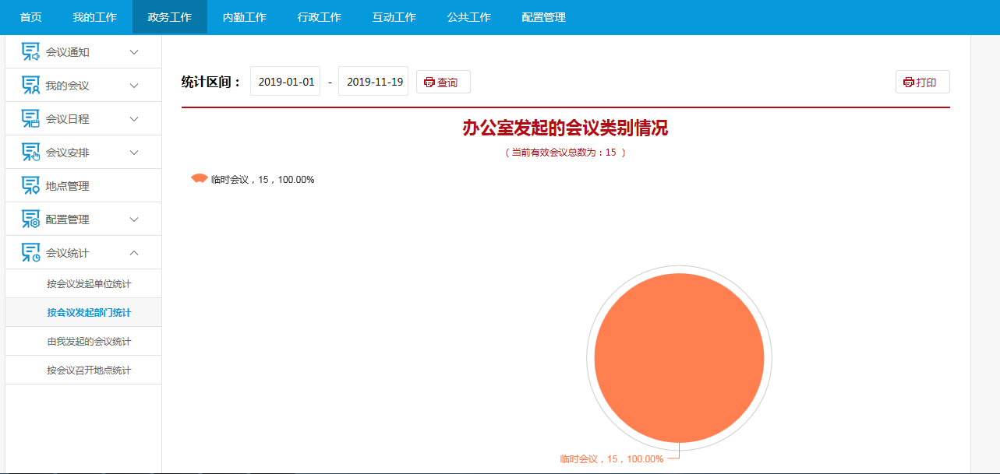 首页 我的工作 政务工作 内勤工作 行政工作 互动工作 公共工作 配置管理
会议通知
我的会议
会议日程
会议安排
地点管理
配置管理
会议统计
按会议发起单位统计
按会议发起部门统计
由我发起的会议统计
按会议召开地点统计
统计区间： 2019-01-01 - 2019-11-19 查询 打印
办公室发起的会议类别情况
（ 当前有效会议总数为：15 ）
临时会议，15，100.00%
临时会议，15，100.00%